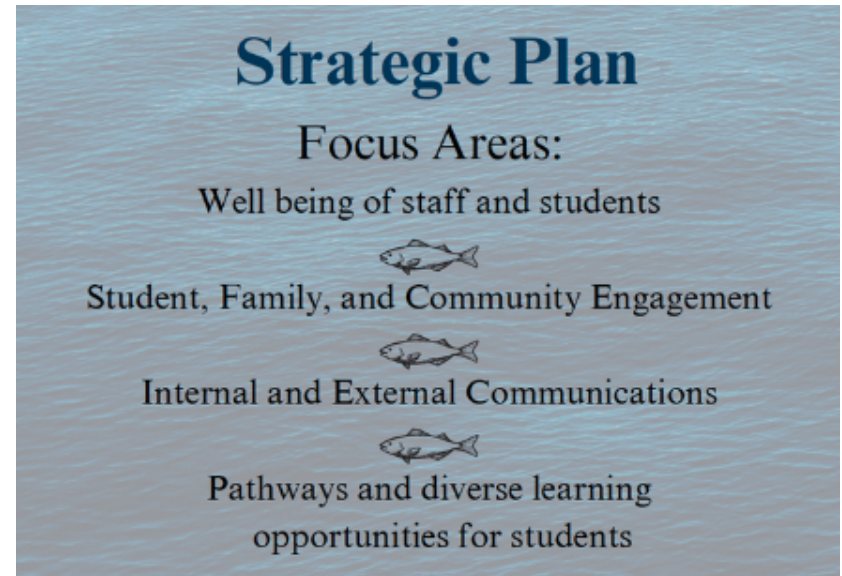 Strategic Plan
Focus Areas:
Well being of staff and students
Student, Family, and Community Engagement
Internal and External Communications
Pathways and diverse learning
opportunities for students